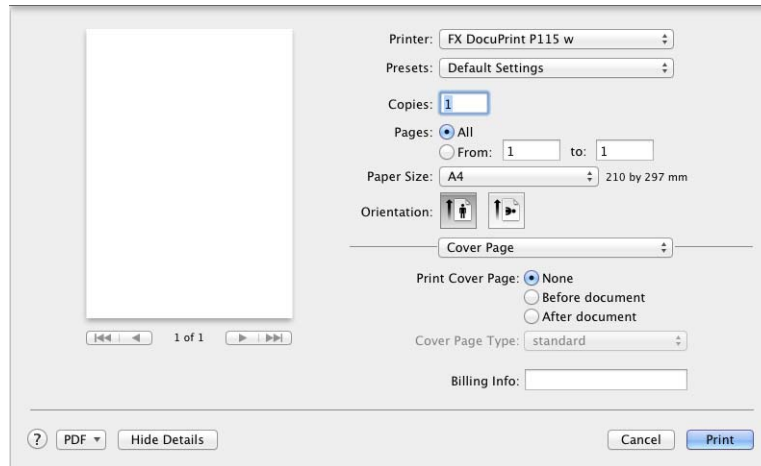 Printer: FX DocuPrint P115 w
Presets: Default Settings
Copies: 1
Pages: All
From: 1 to: 1
Paper Size: A4 210 by 297 mm
Orientation:
Cover Page
Print Cover Page: None
Before document
After document
Cover Page Type: standard
Billing Info:
1 of 1
? PDF Hide Details Cancel Print